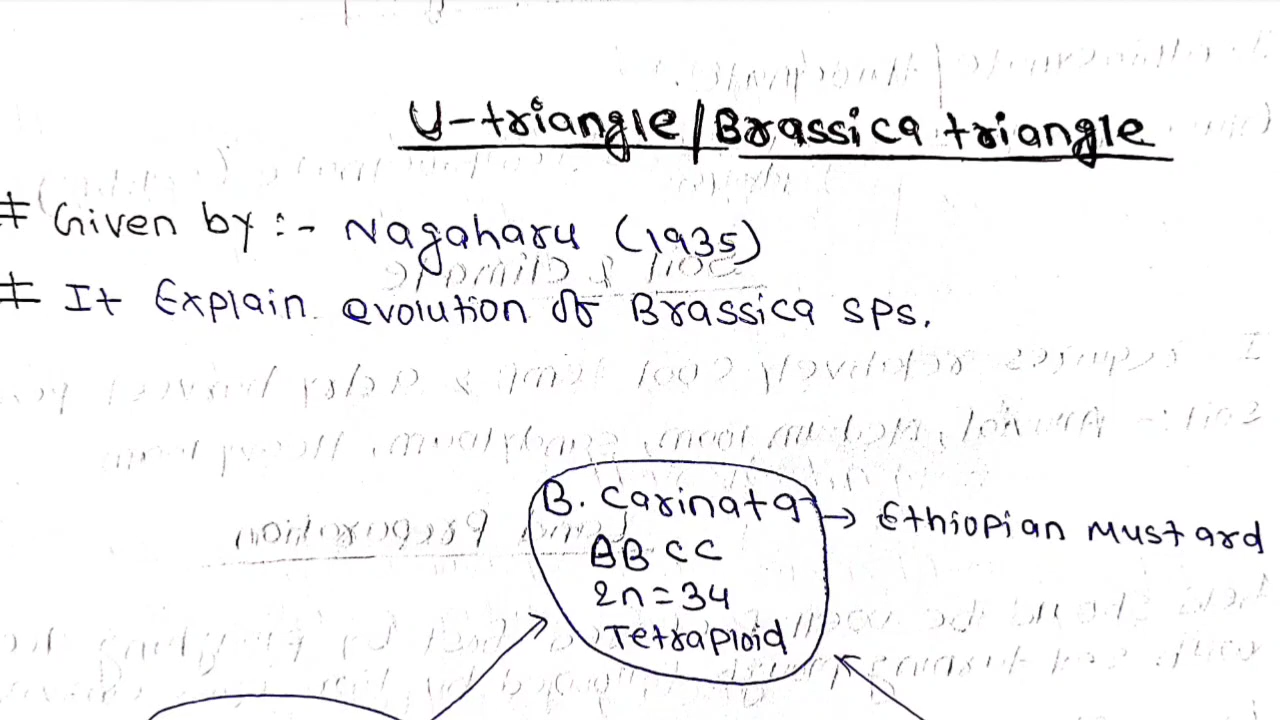 U-triangle/Brassica triangle
# Given by :- Nagaharu (1935)
# It Explain evolution of Brassica sps.
B. carinata → Ethiopian Mustard
BB CC
2n = 34
Tetraploid